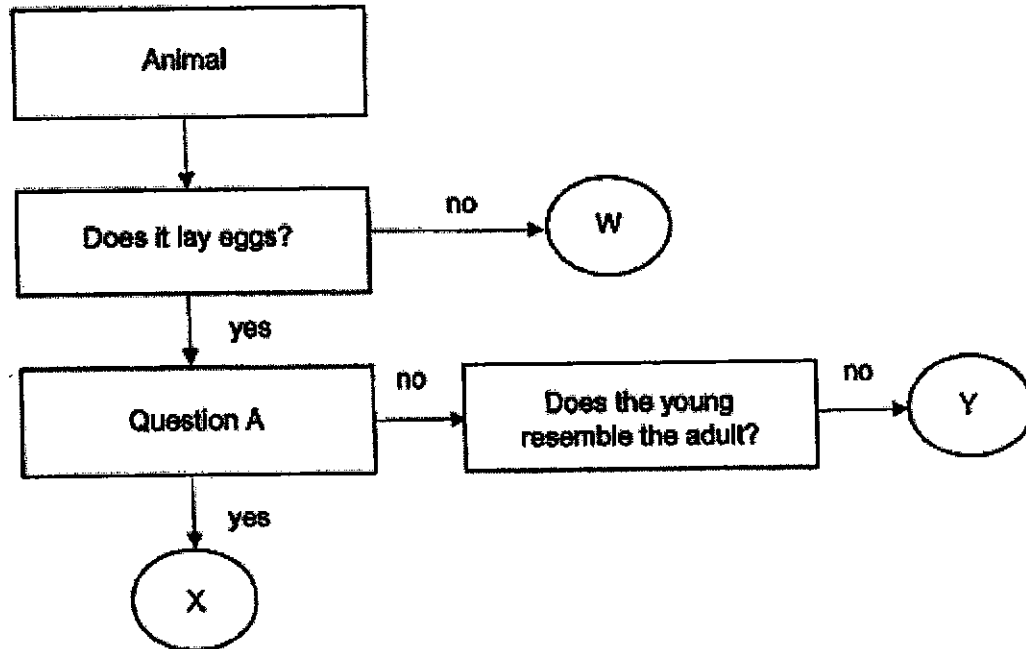 Animal
Does it lay eggs?
no
W
yes
Question A
no
Does the young
resemble the adult?
no
Y
yes
X